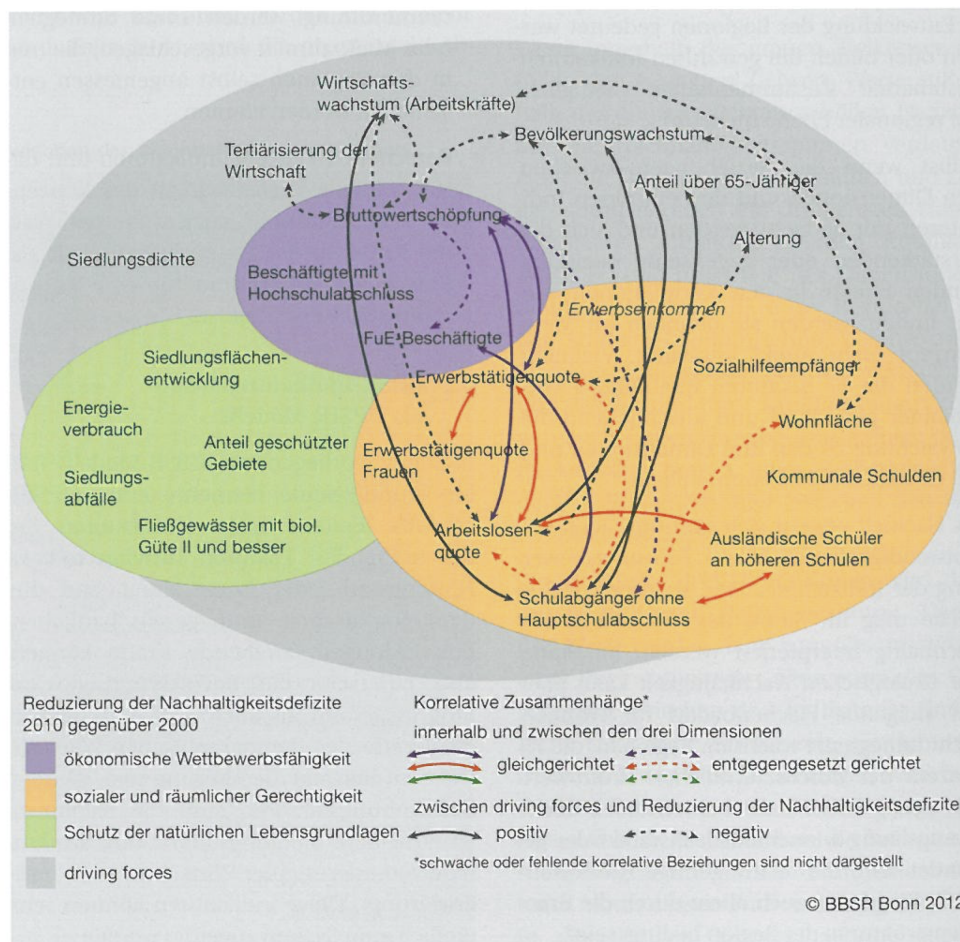 Wirtschafts-
wachstum (Arbeitskräfte)
Bevölkerungswachstum
Tertiärisierung der
Wirtschaft
Anteil über 65-Jähriger
Bruttowertschöpfung
Alterung
Siedlungsdichte
Beschäftigte mit
Hochschulabschluss
Erwerbseinkommen
FuE-Beschäftigte
Siedlungsflächen-
entwicklung
Erwerbstätigenquote
Sozialhilfeempfänger
Energie-
verbrauch
Wohnfläche
Anteil geschützter
Gebiete
Erwerbstätigenquote
Frauen
Siedlungs-
abfälle
Kommunale Schulden
Fließgewässer mit biol.
Güte II und besser
Arbeitslosen-
quote
Ausländische Schüler
an höheren Schulen
Schulabgänger ohne
Hauptschulabschluss
Reduzierung der Nachhaltigkeitsdefizite
2010 gegenüber 2000
ökonomische Wettbewerbsfähigkeit
sozialer und räumlicher Gerechtigkeit
Schutz der natürlichen Lebensgrundlagen
driving forces
Korrelative Zusammenhänge*
innerhalb und zwischen den drei Dimensionen
gleichgerichtet
entgegengesetzt gerichtet
zwischen driving forces und Reduzierung der Nachhaltigkeitsdefizite
positiv
negativ
*schwache oder fehlende korrelative Beziehungen sind nicht dargestellt
© BBSR Bonn 2012